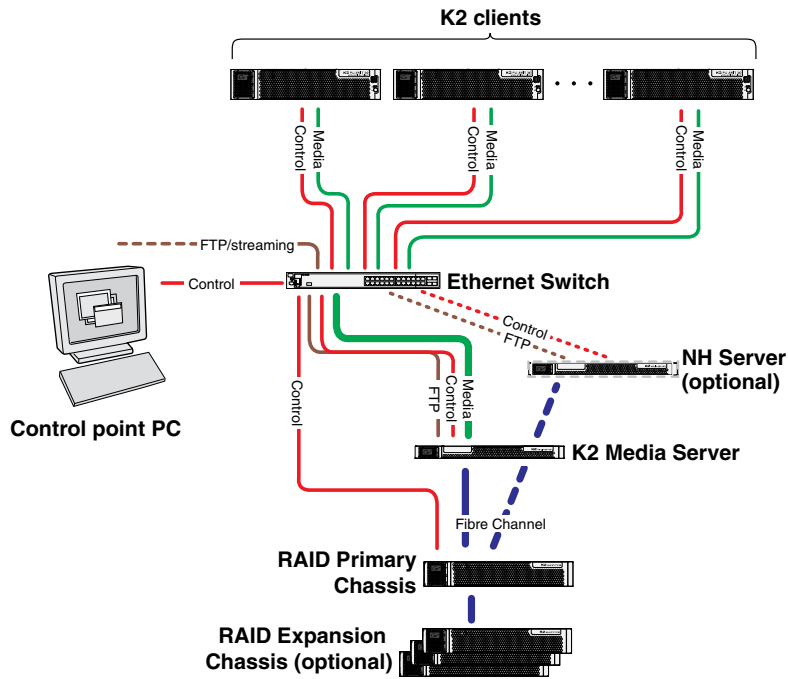 K2 clients
Control
Media
Control
Media
Control
Media
FTP/streaming
Control
Ethernet Switch
Control
FTP
NH Server
(optional)
Control
FTP
Control
Media
Control point PC
K2 Media Server
Fibre Channel
RAID Primary
Chassis
RAID Expansion
Chassis (optional)